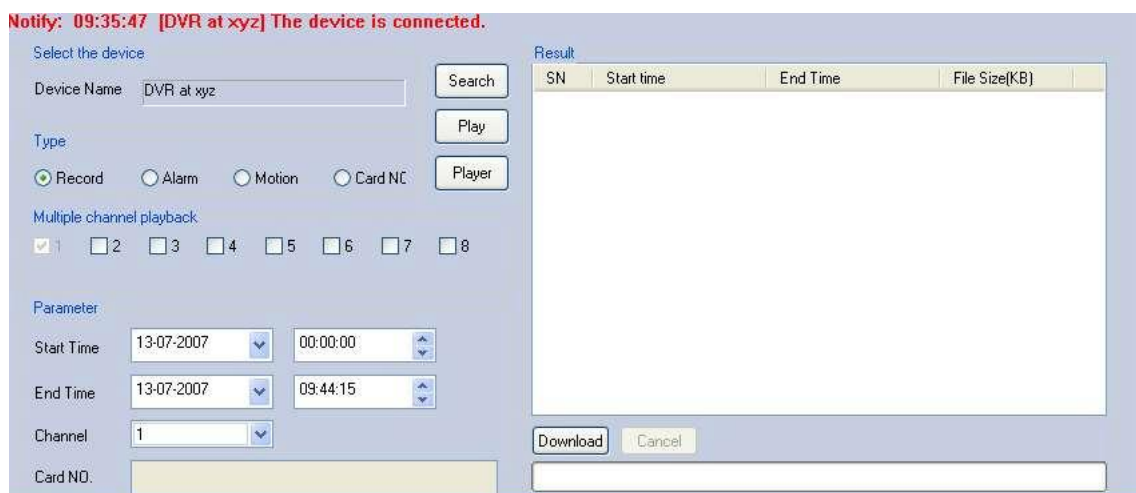 Notify: 09:35:47 [DVR at xyz] The device is connected.
Select the device
Device Name DVR at xyz
Search
Play
Type
Record Alarm Motion Card NC
Player
Multiple channel playback
1 2 3 4 5 6 7 8
Parameter
Start Time 13-07-2007 00:00:00
End Time 13-07-2007 09:44:15
Channel 1
Card NO.
Result
SN Start time End Time File Size(KB)
Download Cancel